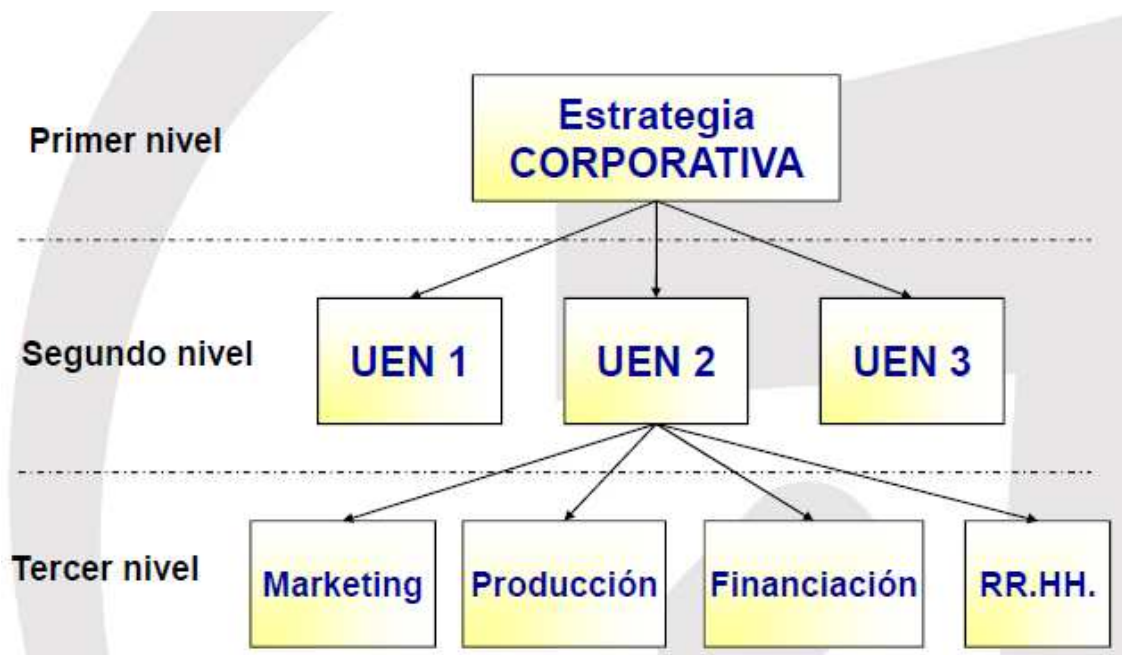 Estrategia
CORPORATIVA
Primer nivel
Segundo nivel
UEN 1
UEN 2
UEN 3
Tercer nivel
Marketing
Producción
Financiación
RR.HH.